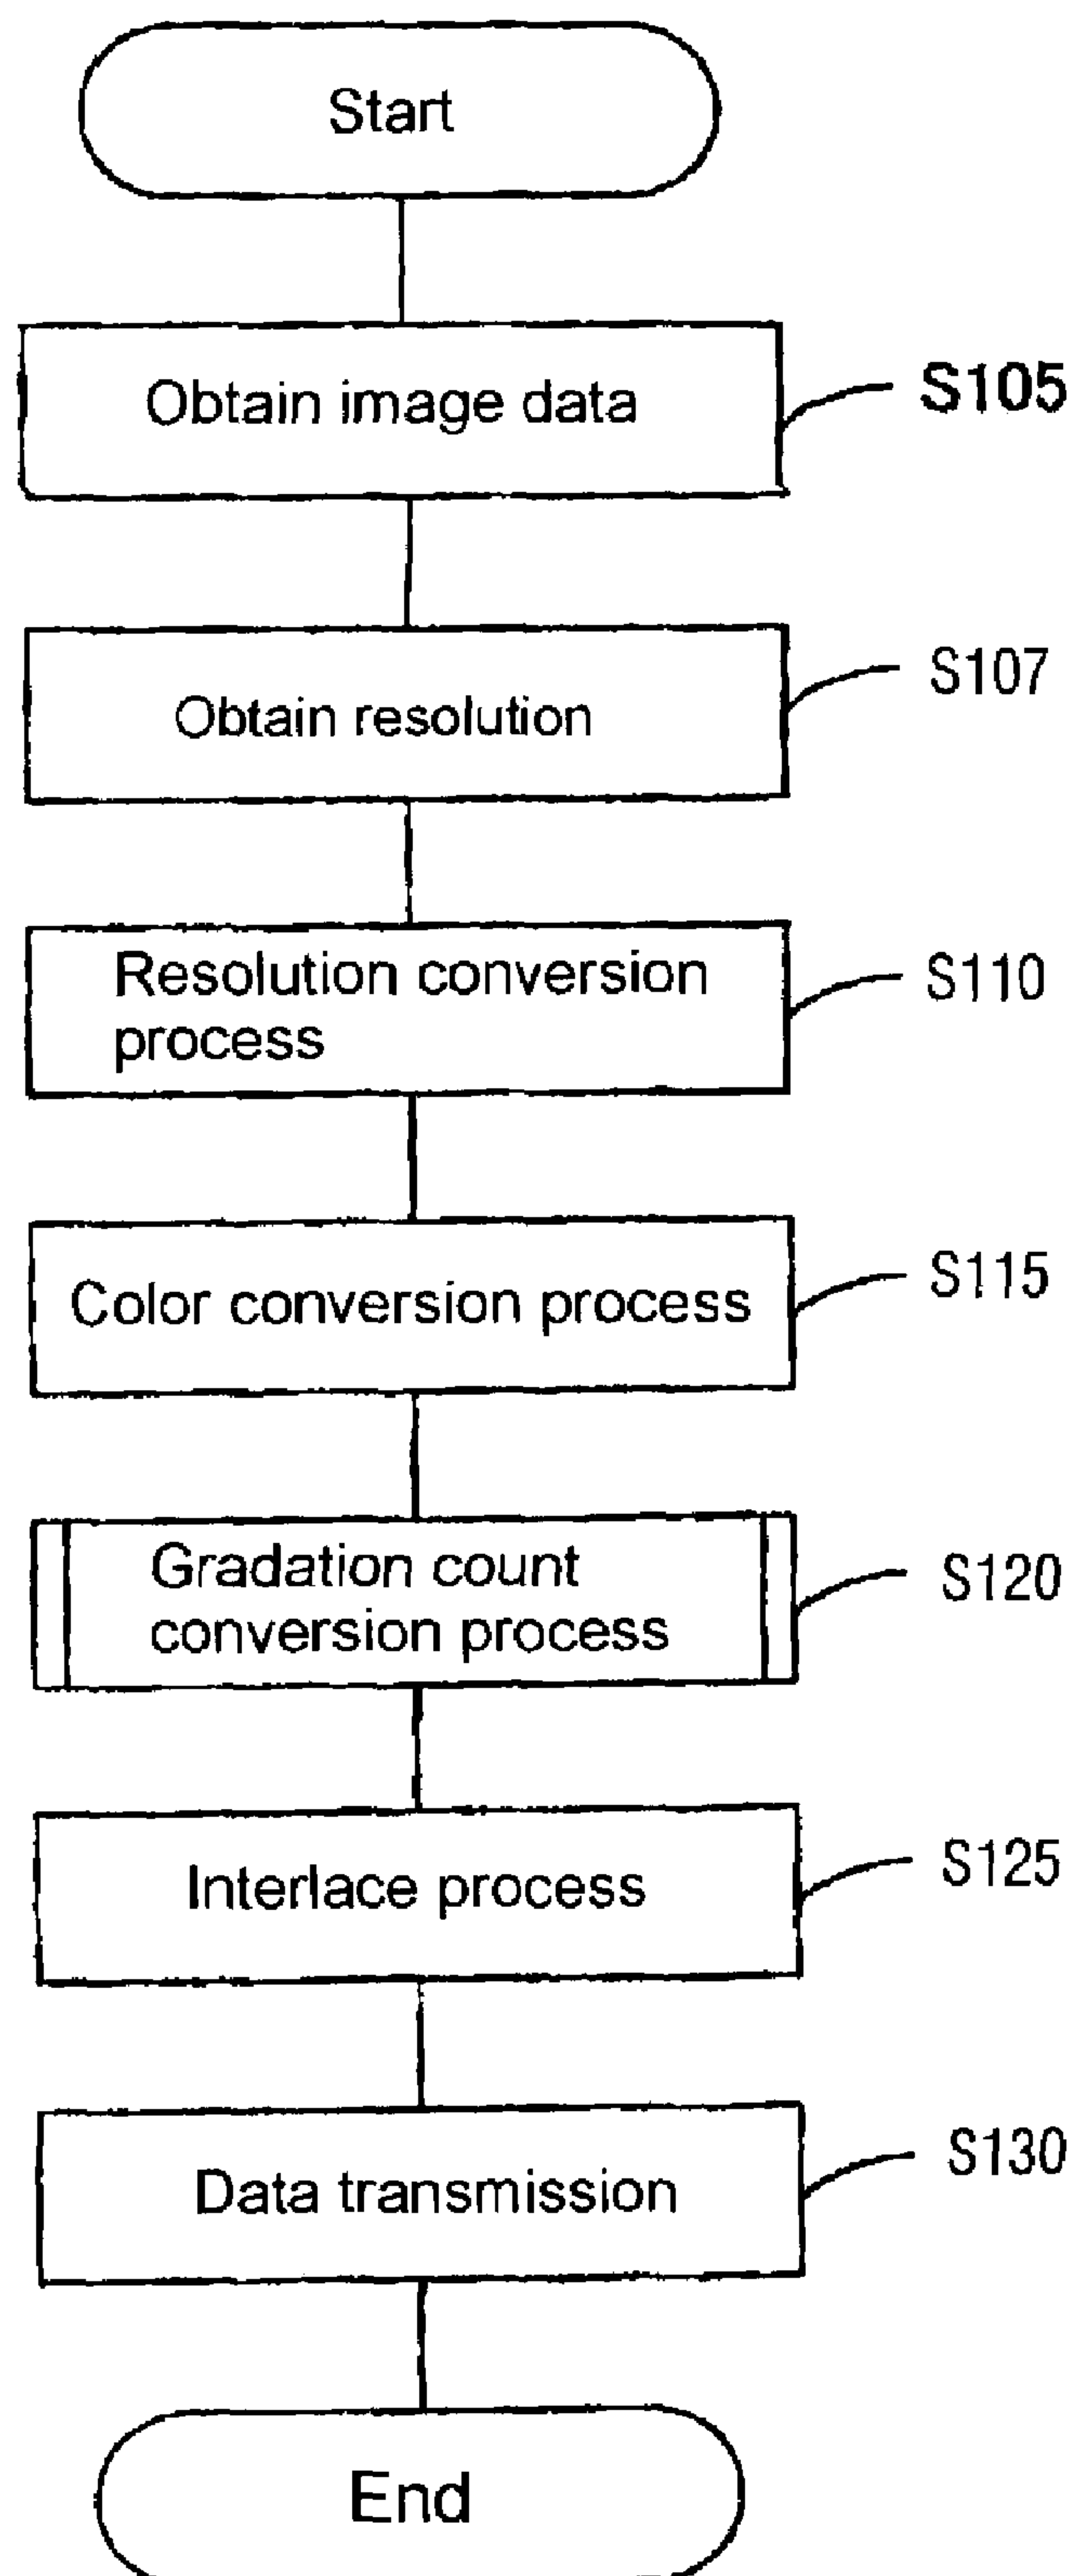 Start
Obtain image data
S105
Obtain resolution
S107
Resolution conversion
process
S110
Color conversion process
S115
Gradation count
conversion process
S120
Interlace process
S125
Data transmission
S130
End